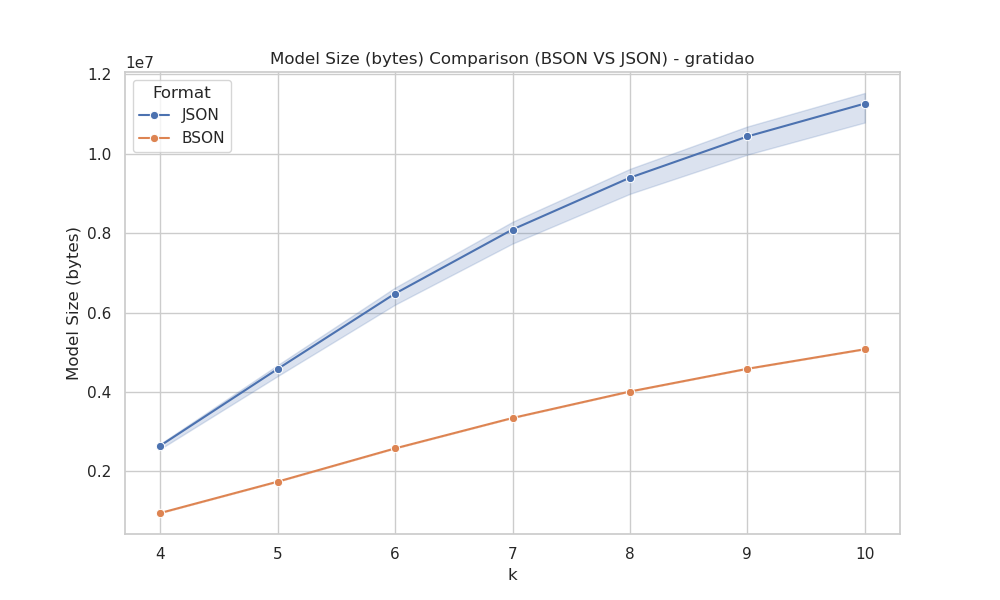 Model Size (bytes) Comparison (BSON VS JSON) - gratidao
1e7
1.2
1.0
0.8
0.6
0.4
0.2
Model Size (bytes)
Format
JSON
BSON
4 5 6 7 8 9 10
k